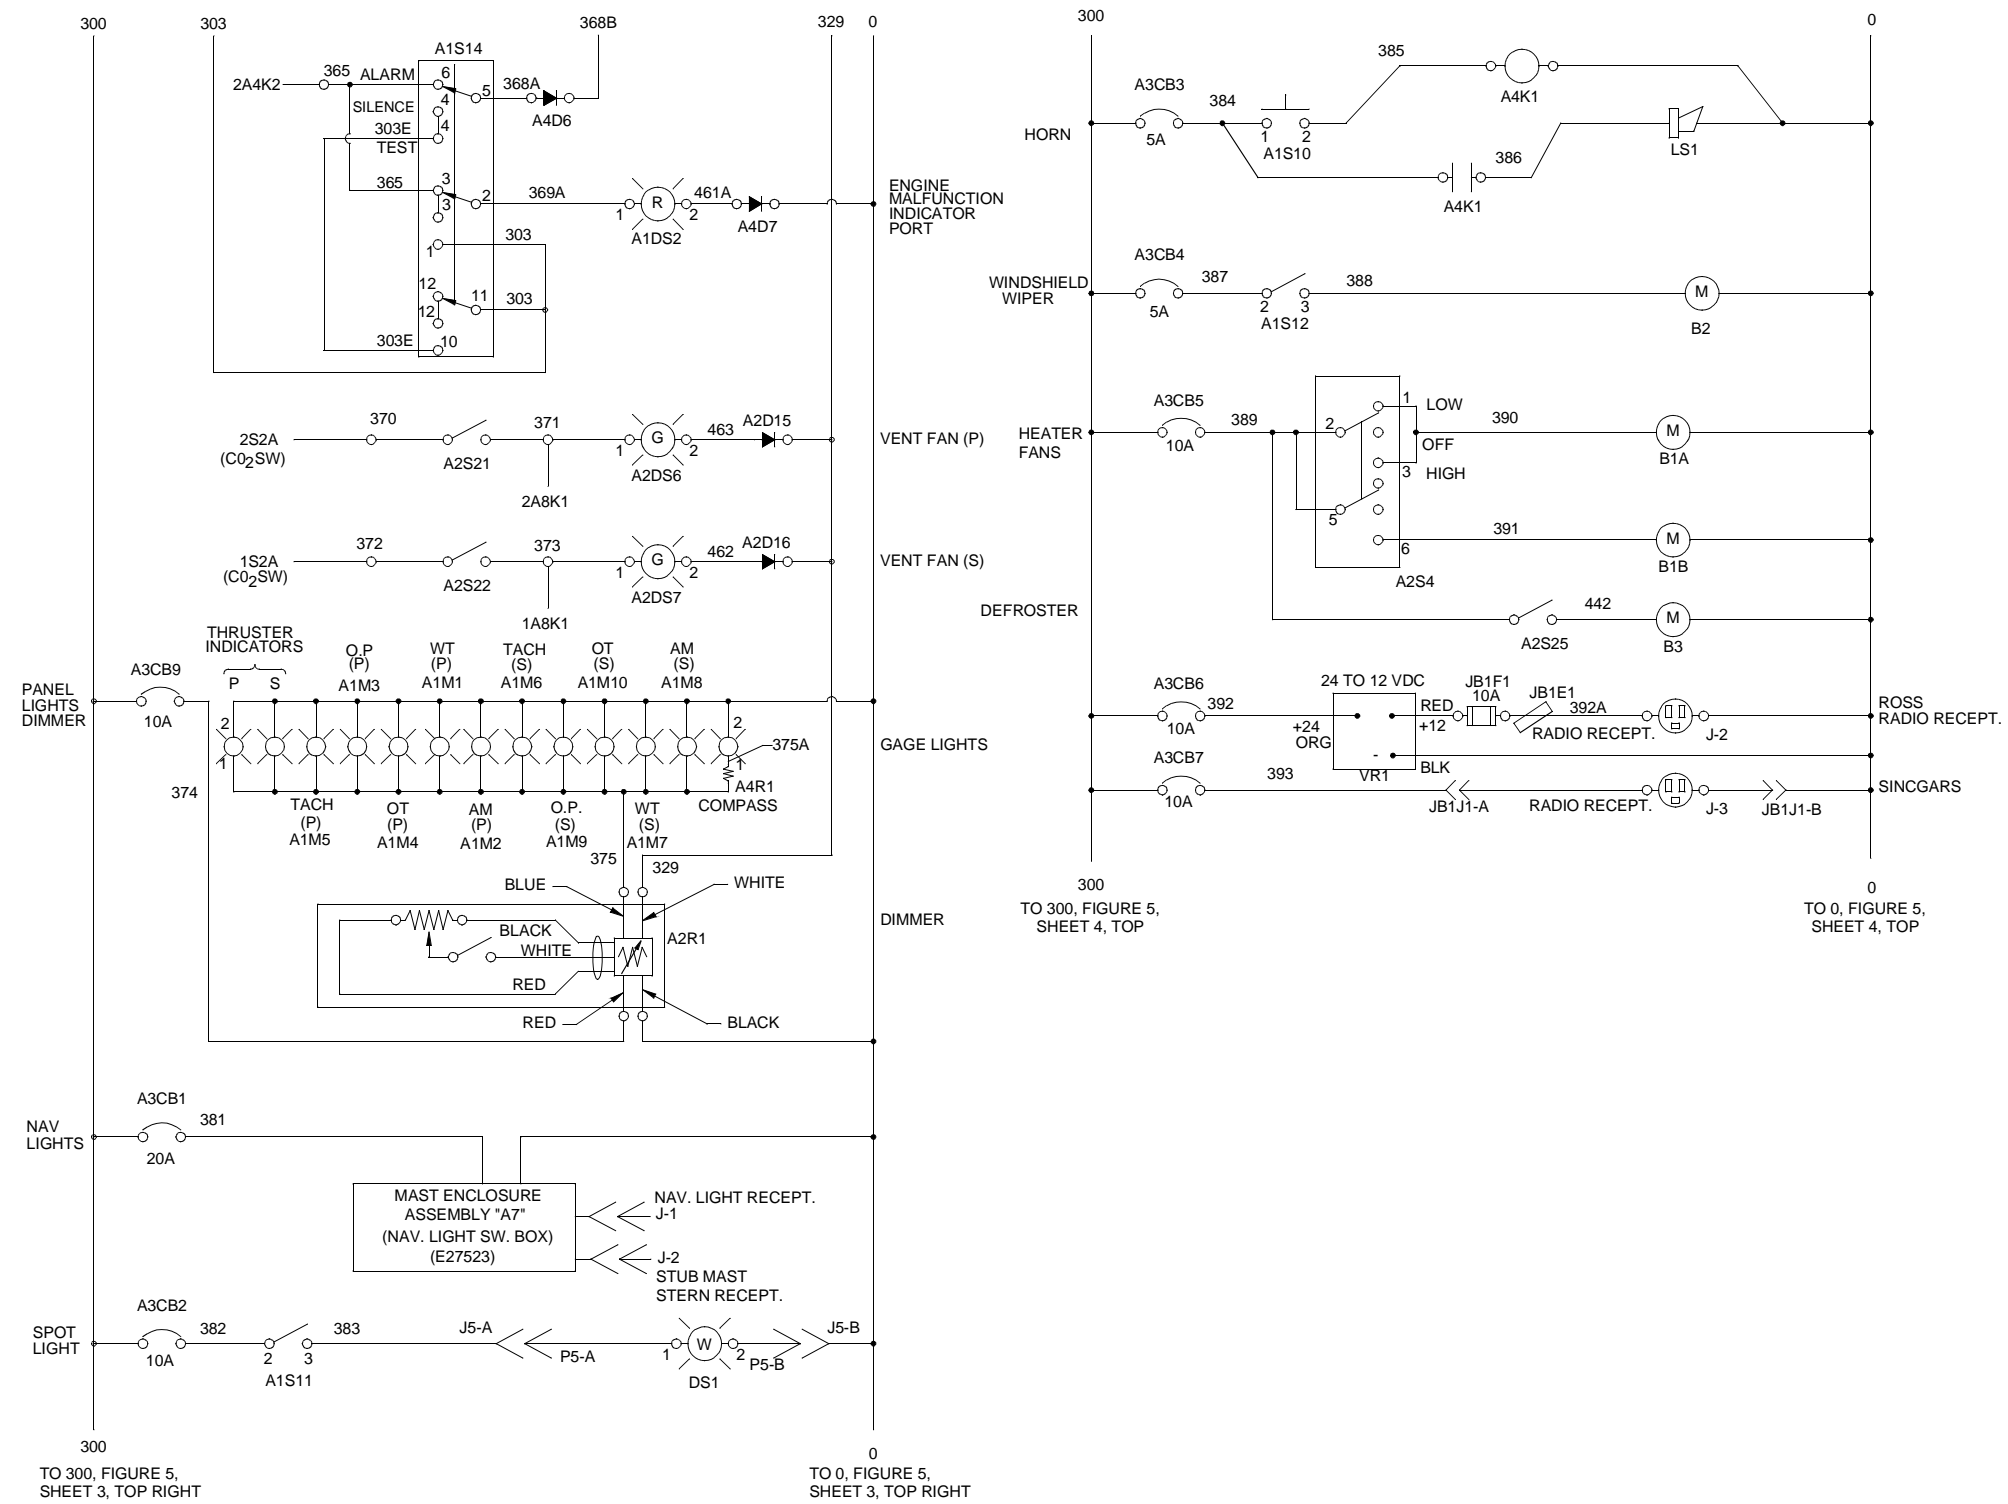 300
303
368B
329
0
A1S14
2A4K2
365
ALARM
6
5
368A
A4D6
SILENCE
4
4
303E
TEST
365
3
3
2
369A
1
R
2
A1DS2
461A
A4D7
ENGINE
MALFUNCTION
INDICATOR
PORT
1
303
12
12
11
303
303E
10
2S2A
(C02SW)
370
A2S21
371
2A8K1
1
G
2
A2DS6
463
A2D15
VENT FAN (P)
1S2A
(C02SW)
372
A2S22
373
1A8K1
1
G
2
A2DS7
462
A2D16
VENT FAN (S)
THRUSTER
INDICATORS
P
S
O.P
(P)
A1M3
WT
(P)
A1M1
TACH
(S)
A1M6
OT
(S)
A1M10
AM
(S)
A1M8
PANEL
LIGHTS
DIMMER
A3CB9
10A
2
1
2
1
375A
A4R1
COMPASS
GAGE LIGHTS
374
TACH
(P)
A1M5
OT
(P)
A1M4
AM
(P)
A1M2
O.P.
(S)
A1M9
WT
(S)
A1M7
375
329
BLUE
WHITE
BLACK
WHITE
RED
A2R1
DIMMER
RED
BLACK
NAV
LIGHTS
A3CB1
20A
381
MAST ENCLOSURE
ASSEMBLY "A7"
(NAV. LIGHT SW. BOX)
(E27523)
NAV. LIGHT RECEPT.
J-1
J-2
STUB MAST
STERN RECEPT.
SPOT
LIGHT
A3CB2
10A
382
2
3
A1S11
383
J5-A
P5-A
1
W
2
DS1
P5-B
J5-B
300
TO 300, FIGURE 5,
SHEET 3, TOP RIGHT
0
TO 0, FIGURE 5,
SHEET 3, TOP RIGHT
300
0
HORN
A3CB3
5A
384
1
2
A1S10
385
A4K1
A4K1
386
LS1
WINDSHIELD
WIPER
A3CB4
5A
387
2
3
A1S12
388
M
B2
HEATER
FANS
A3CB5
10A
389
2
5
1
LOW
OFF
3
HIGH
6
A2S4
390
M
B1A
391
M
B1B
DEFROSTER
A2S25
442
M
B3
A3CB6
10A
392
24 TO 12 VDC
+24
ORG
-
VR1
RED
+12
BLK
JB1F1
10A
JB1E1
392A
RADIO RECEPT.
J-2
ROSS
RADIO RECEPT.
A3CB7
10A
393
JB1J1-A
RADIO RECEPT.
J-3
JB1J1-B
SINCGARS
300
TO 300, FIGURE 5,
SHEET 4, TOP
0
TO 0, FIGURE 5,
SHEET 4, TOP